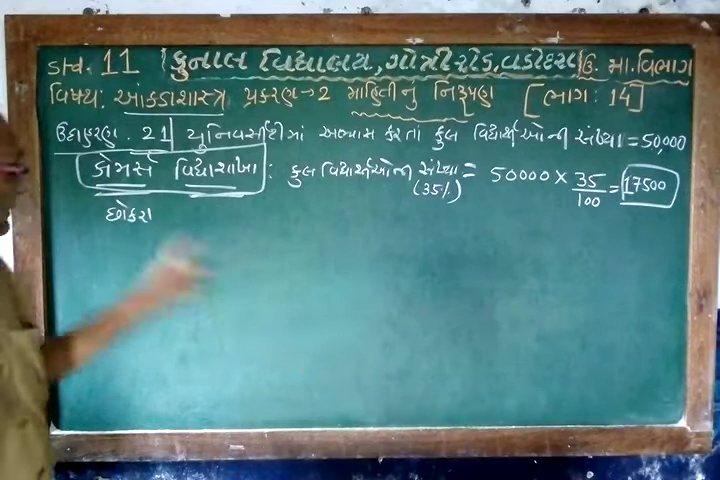 ધોરણ. 11 | કુનાલ વિદ્યાલય, ગોત્રીરોડ, વડોદરા | ઉ. મા. વિભાગ
વિષય: આંકડાશાસ્ત્ર પ્રકરણ → 2 માહિતીનું નિરૂપણ [ભાગ: 14]
ઉદાહરણ. 21 યુનિવર્સીટીમાં અભ્યાસ કરતાં કુલ વિદ્યાર્થીઓની સંખ્યા = 50,000
કોમર્સ વિદ્યાશાખા : કુલ વિદ્યાર્થીઓની સંખ્યા (35%) = 50000 × 35/100 = 17500
છોકરા